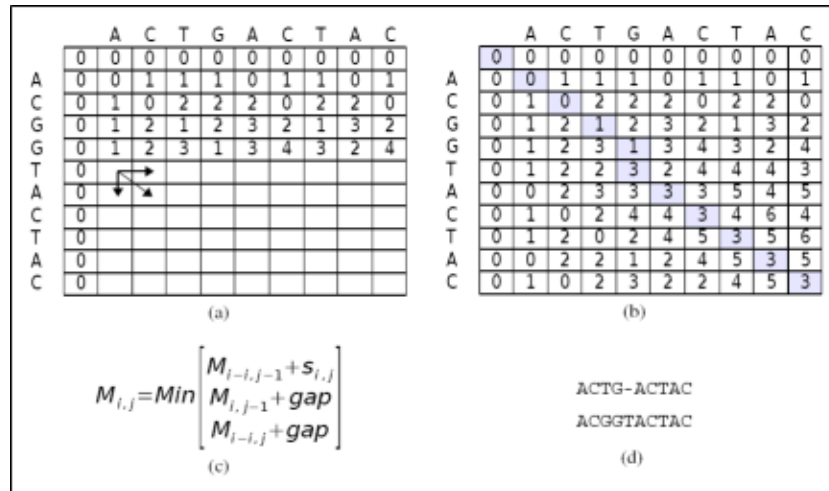 A C T G A C T A C
0 0 0 0 0 0 0 0 0 0
A 0 0 1 1 1 0 1 1 0 1
C 0 1 0 2 2 2 0 2 2 0
G 0 1 2 1 2 3 2 1 3 2
G 0 1 2 3 1 3 4 3 2 4
T 0
A 0
C 0
T 0
A 0
C 0
(a)
A C T G A C T A C
0 0 0 0 0 0 0 0 0 0
A 0 0 1 1 1 0 1 1 0 1
C 0 1 0 2 2 2 0 2 2 0
G 0 1 2 1 2 3 2 1 3 2
G 0 1 2 3 1 3 4 3 2 4
T 0 1 2 2 3 2 4 4 4 3
A 0 0 2 3 3 3 3 5 4 5
C 0 1 0 2 4 4 3 4 6 4
T 0 1 2 0 2 4 5 3 5 6
A 0 0 2 2 1 2 4 5 3 5
C 0 1 0 2 3 2 2 4 5 3
(b)
M i,j = Min [ M i-i,j-1 + s i,j
M i,j-1 + gap
M i-i,j + gap ]
(c)
ACTG-ACTAC
ACGGTACTAC
(d)